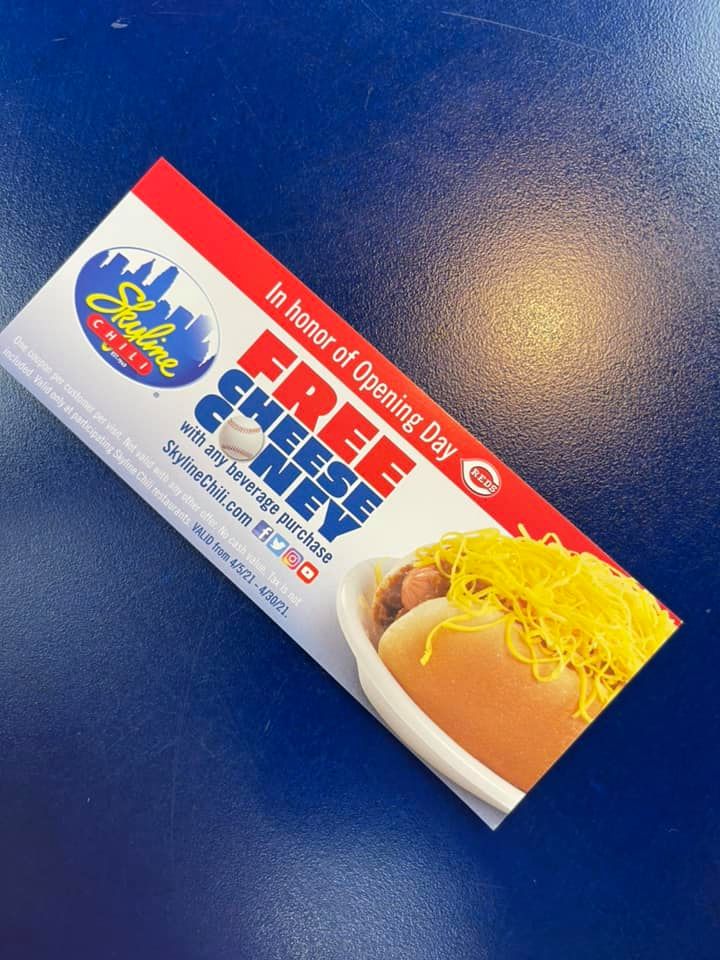 In honor of Opening Day
REDS
Skyline
CHILI
EST. 1949
®
FREE
CHEESE
CONEY
with any beverage purchase
SkylineChili.com
One coupon per customer per visit. Not valid with any other offer. No cash value. Tax is not
included. Valid only at participating Skyline Chili restaurants. VALID from 4/5/21 - 4/30/21.